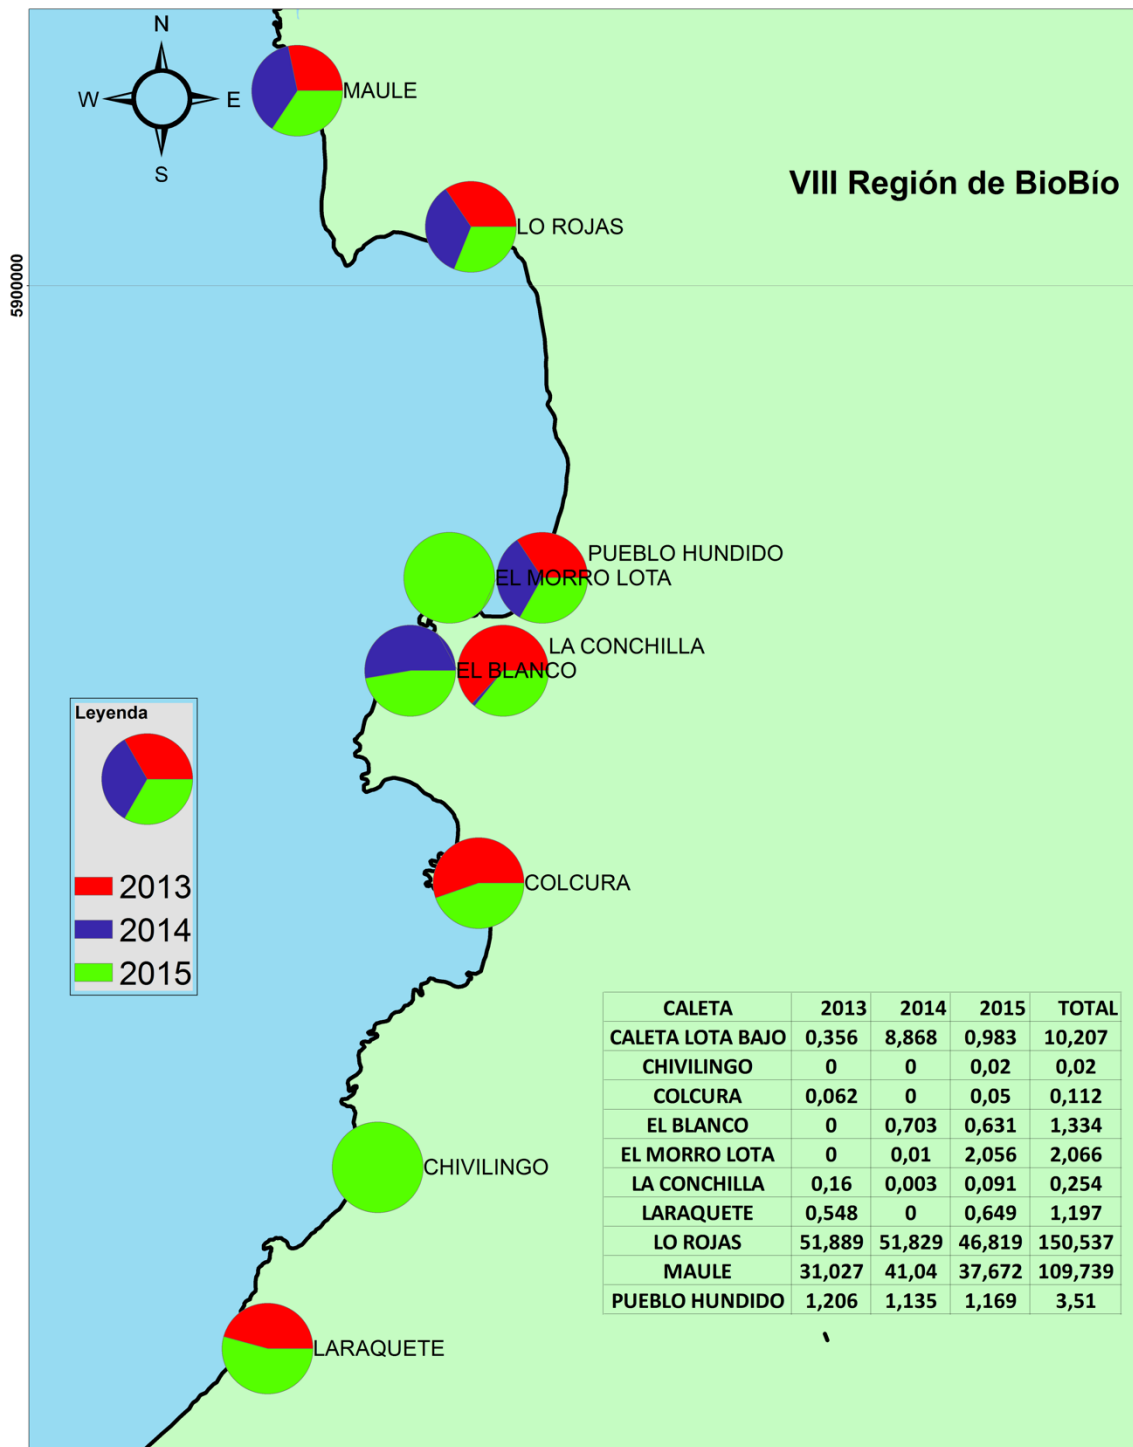 N
W E
S
MAULE
VIII Región de BioBío
LO ROJAS
5900000
PUEBLO HUNDIDO
EL MORRO LOTA
LA CONCHILLA
EL BLANCO
Leyenda
2013
2014
2015
COLCURA
CHIVILINGO
LARAQUETE
CALETA 2013 2014 2015 TOTAL
CALETA LOTA BAJO 0,356 8,868 0,983 10,207
CHIVILINGO 0 0 0,02 0,02
COLCURA 0,062 0 0,05 0,112
EL BLANCO 0 0,703 0,631 1,334
EL MORRO LOTA 0 0,01 2,056 2,066
LA CONCHILLA 0,16 0,003 0,091 0,254
LARAQUETE 0,548 0 0,649 1,197
LO ROJAS 51,889 51,829 46,819 150,537
MAULE 31,027 41,04 37,672 109,739
PUEBLO HUNDIDO 1,206 1,135 1,169 3,51